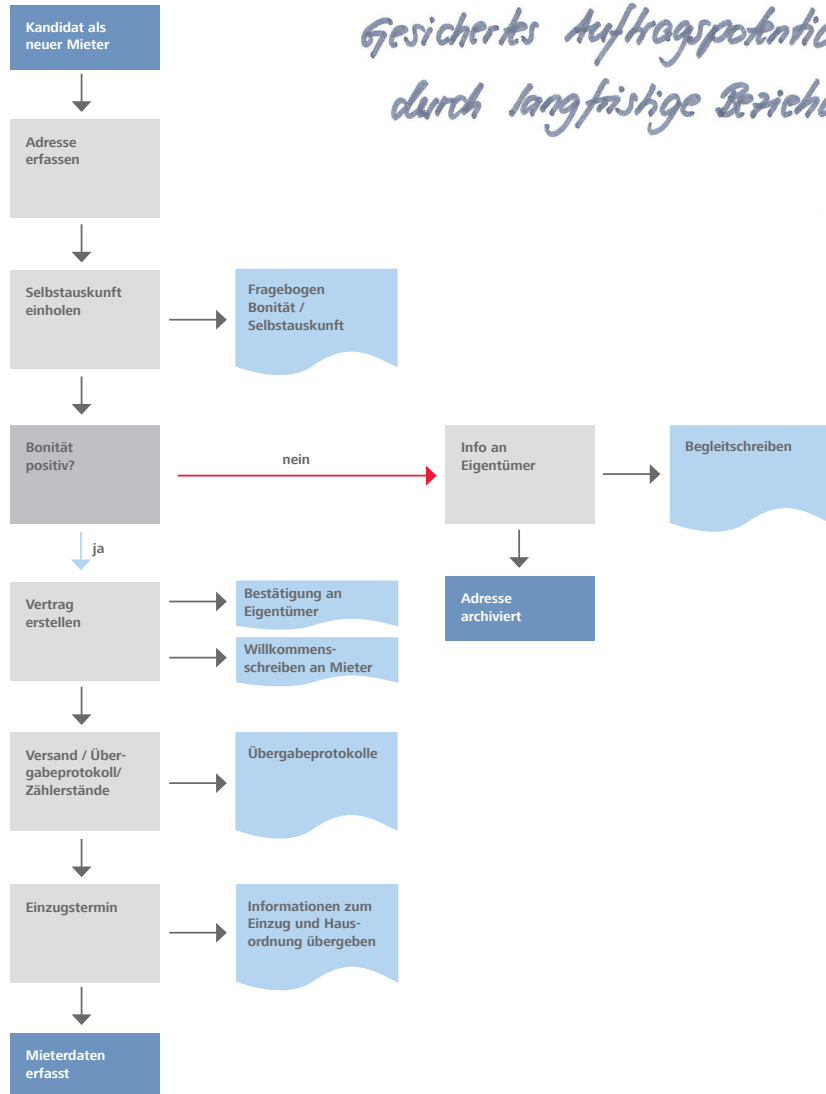 Kandidat als
neuer Mieter
Gesichertes
durch langfristige
Adresse
erfassen
Selbstauskunft
einholen
Fragebogen
Bonität /
Selbstauskunft
Bonität
positiv?
nein
Info an
Eigentümer
Begleitschreiben
ja
Vertrag
erstellen
Bestätigung an
Eigentümer
Willkommens-
schreiben an Mieter
Adresse
archiviert
Versand / Über-
gabeprotokoll/
Zählerstände
Übergabeprotokolle
Einzugstermin
Informationen zum
Einzug und Haus-
ordnung übergeben
Mieterdaten
erfasst